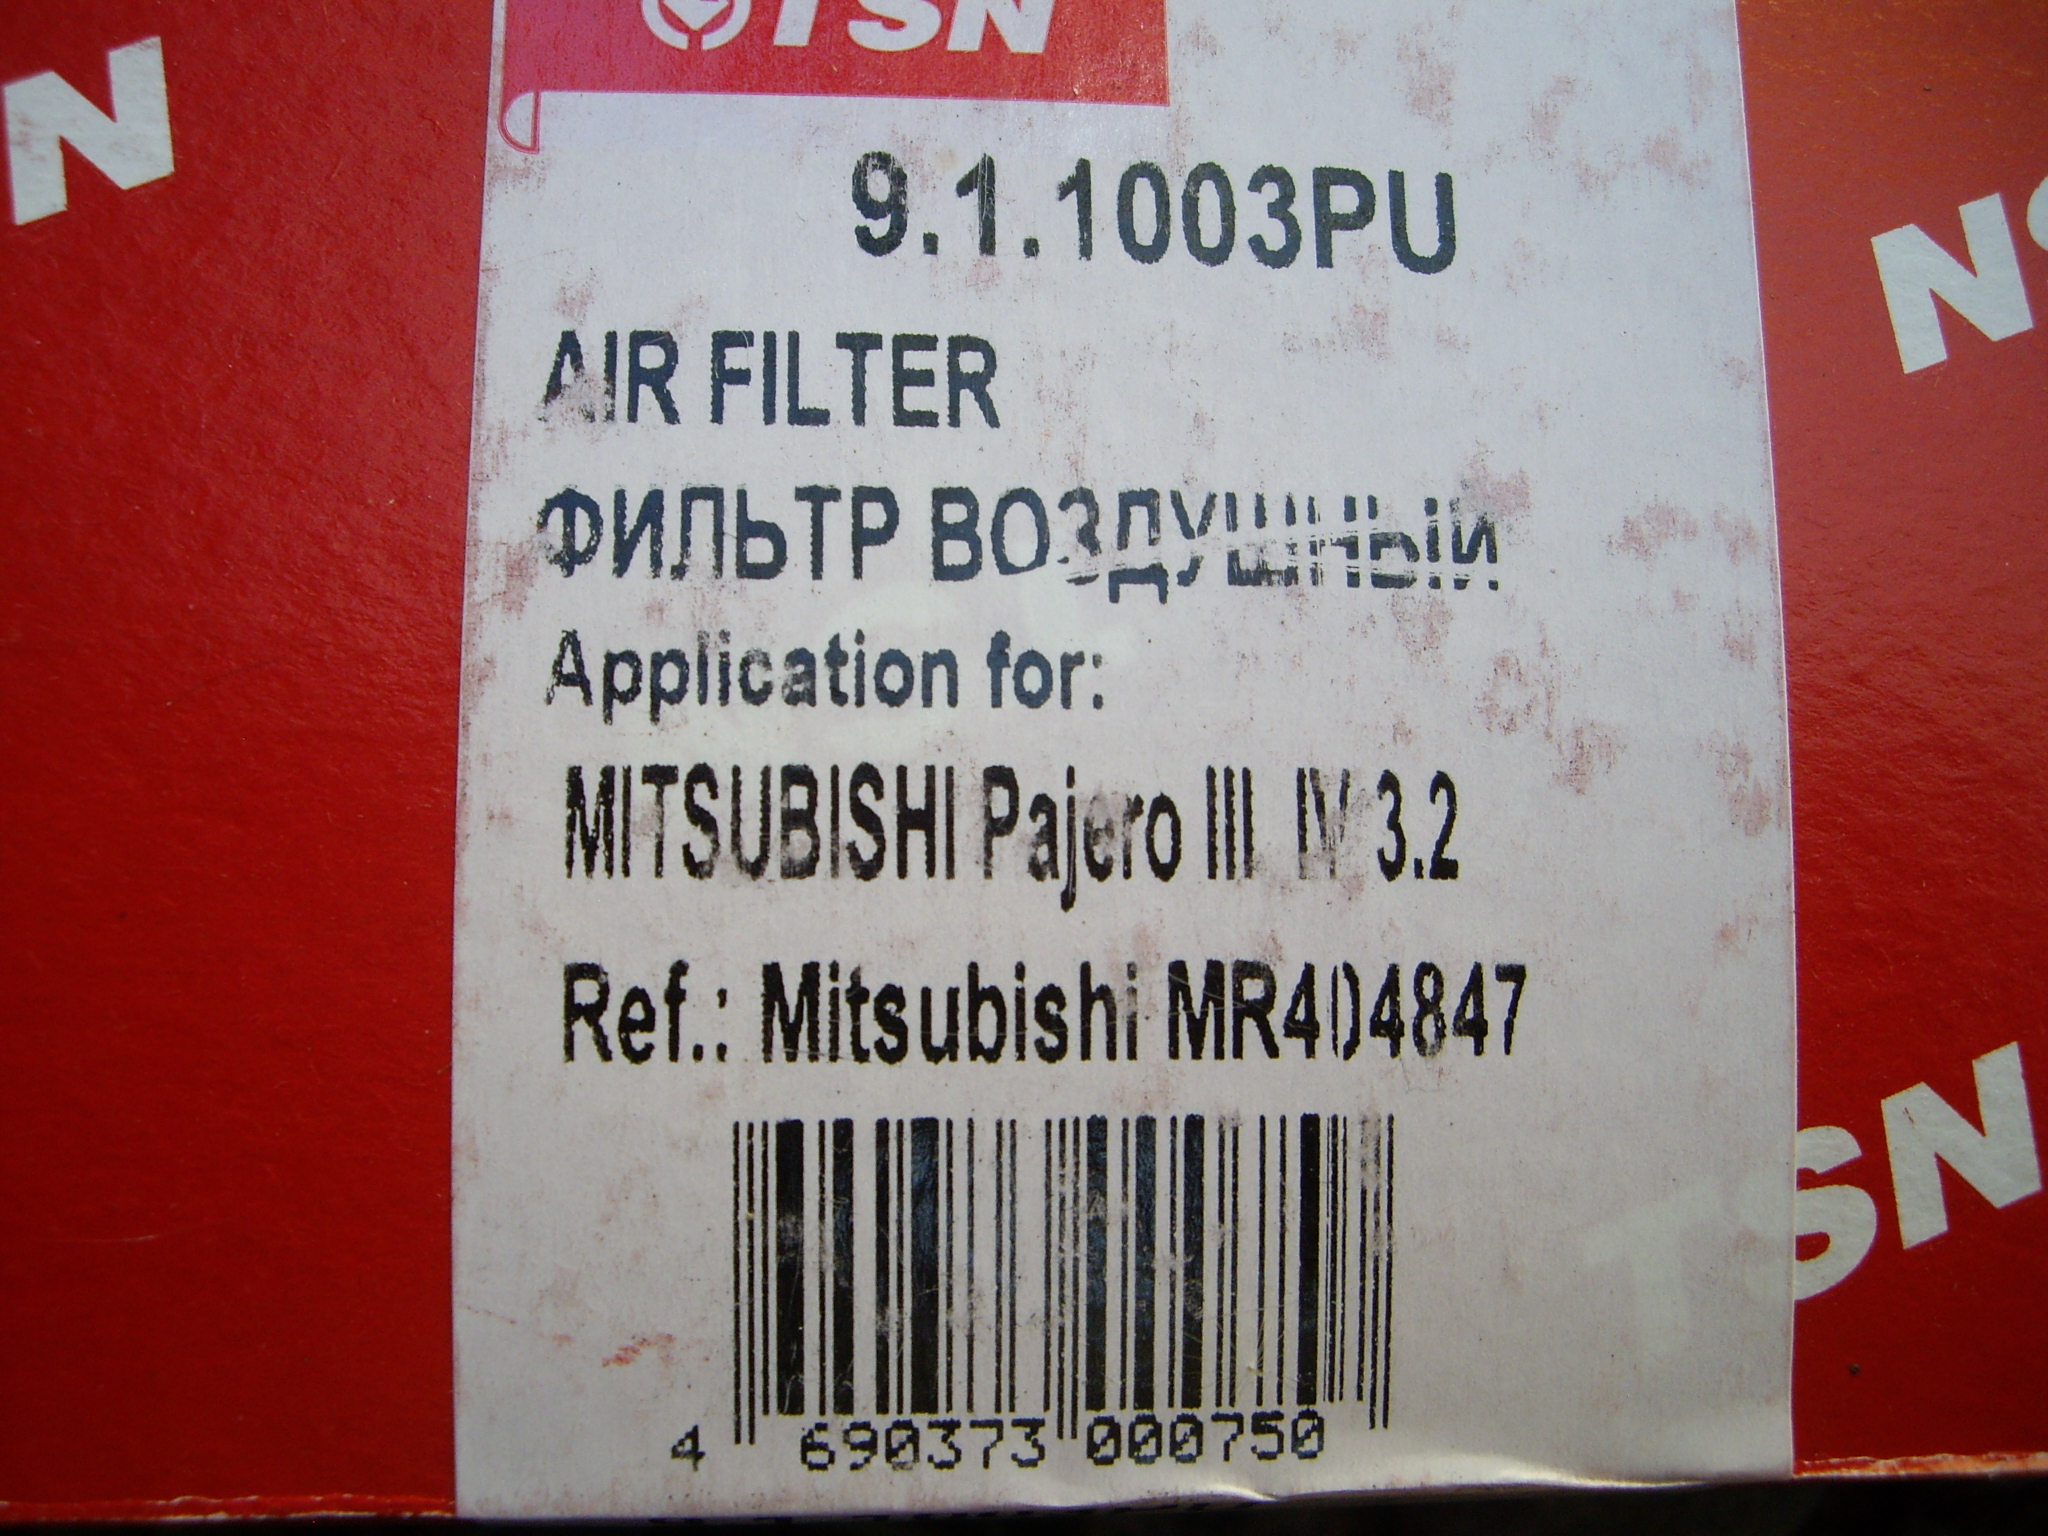 TSN
N
9.1.1003PU
N
AIR FILTER
ФИЛЬТР ВОЗДУШНЫЙ
Application for:
MITSUBISHI Pajero III IV 3.2
Ref.: Mitsubishi MR404847
TSN
4 690373 000750